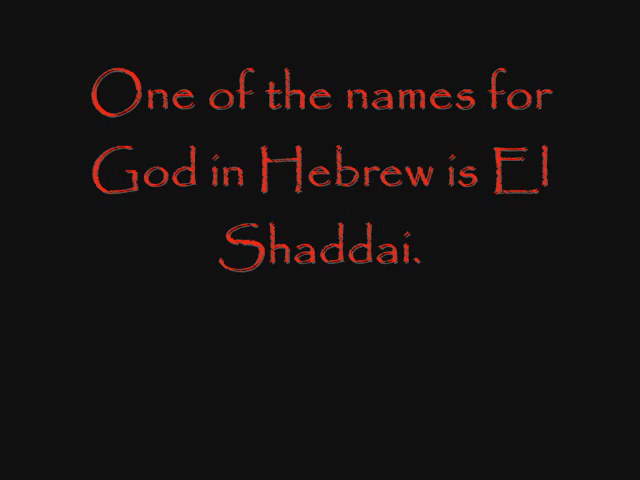 One of the names for
God in Hebrew is El
Shaddai.